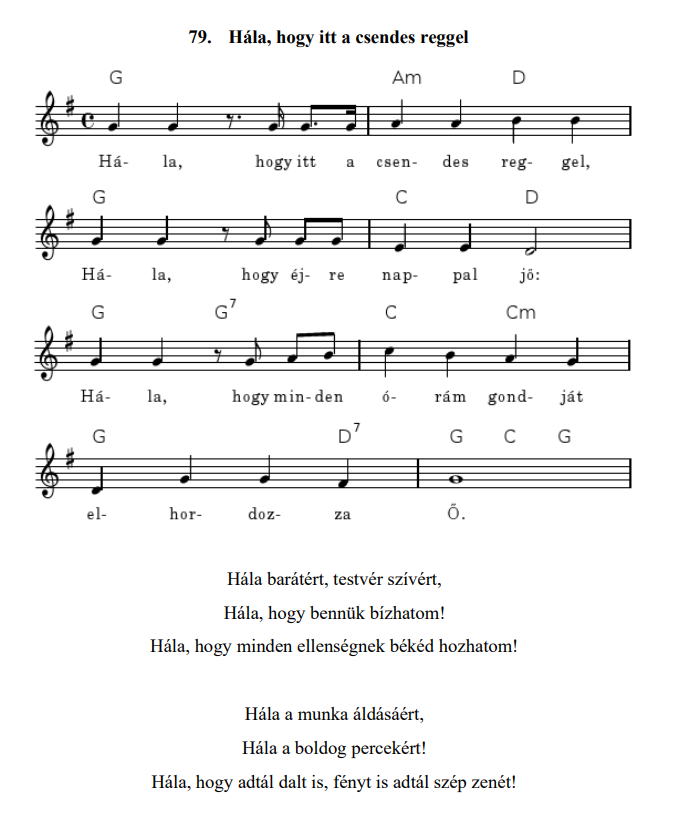 79. Hála, hogy itt a csendes reggel
G Am D
Há- la, hogy itt a csen- des reg- gel,
G C D
Há- la, hogy éj- re nap- pal jő:
G G7 C Cm
Há- la, hogy min- den ó- rám gond- ját
G D7 G C G
el- hor- doz- za Ő.
Hála barátért, testvér szívért,
Hála, hogy bennük bízhatom!
Hála, hogy minden ellenségnek békéd hozhatom!
Hála a munka áldásáért,
Hála a boldog percekért!
Hála, hogy adtál dalt is, fényt is adtál szép zenét!